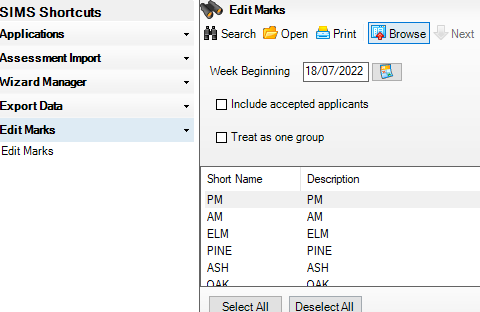 SIMS Shortcuts
Applications
Assessment Import
Wizard Manager
Export Data
Edit Marks
Edit Marks
Edit Marks
Search Open Print Browse Next
Week Beginning 18/07/2022
Include accepted applicants
Treat as one group
Short Name Description
PM PM
AM AM
ELM ELM
PINE PINE
ASH ASH
OAK OAK
Select All Deselect All